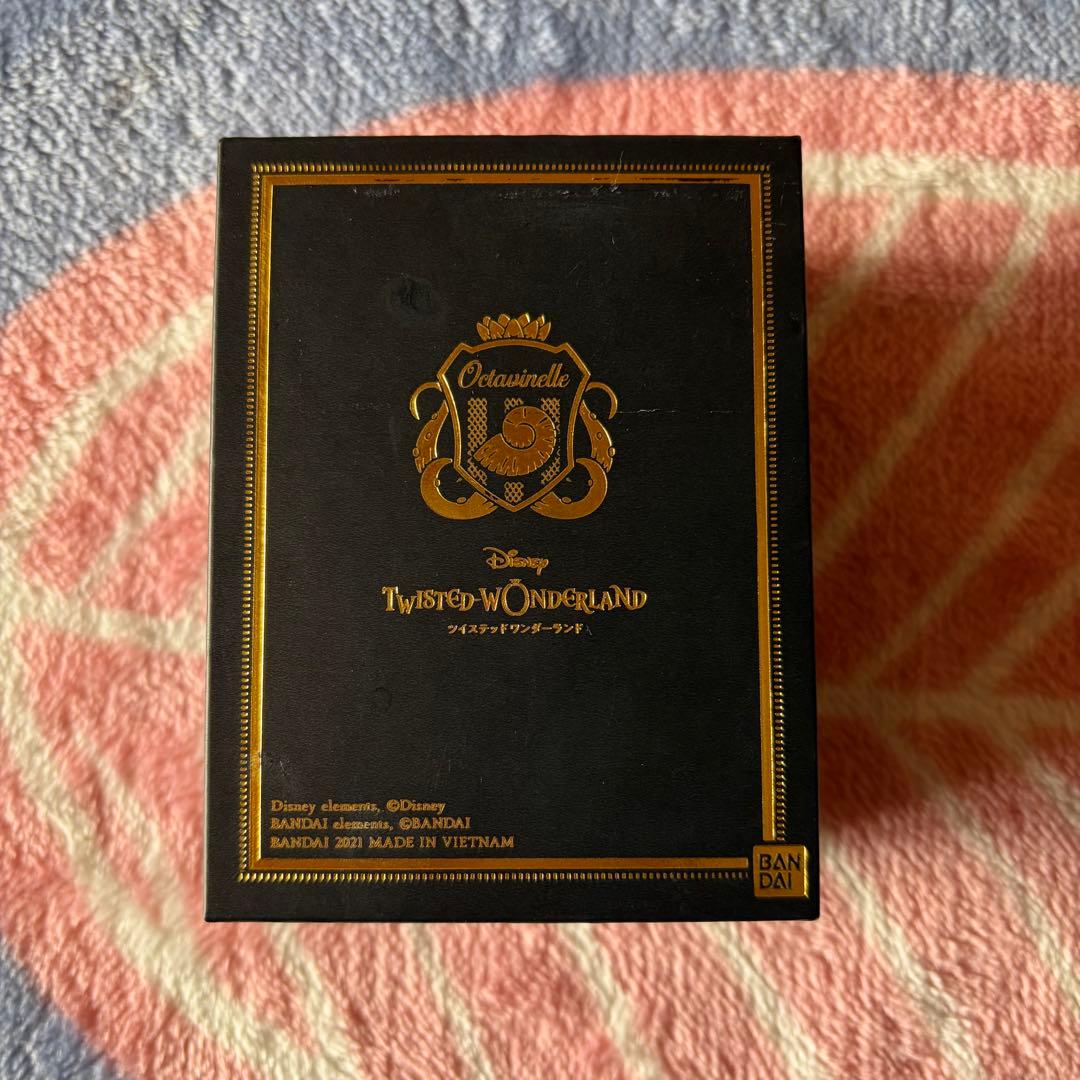 Octavinelle
Disney
TWISTED-WONDERLAND
ツイステッドワンダーランド
Disney elements, ©Disney
BANDAI elements, ©BANDAI
BANDAI 2021 MADE IN VIETNAM
BAN
DAI